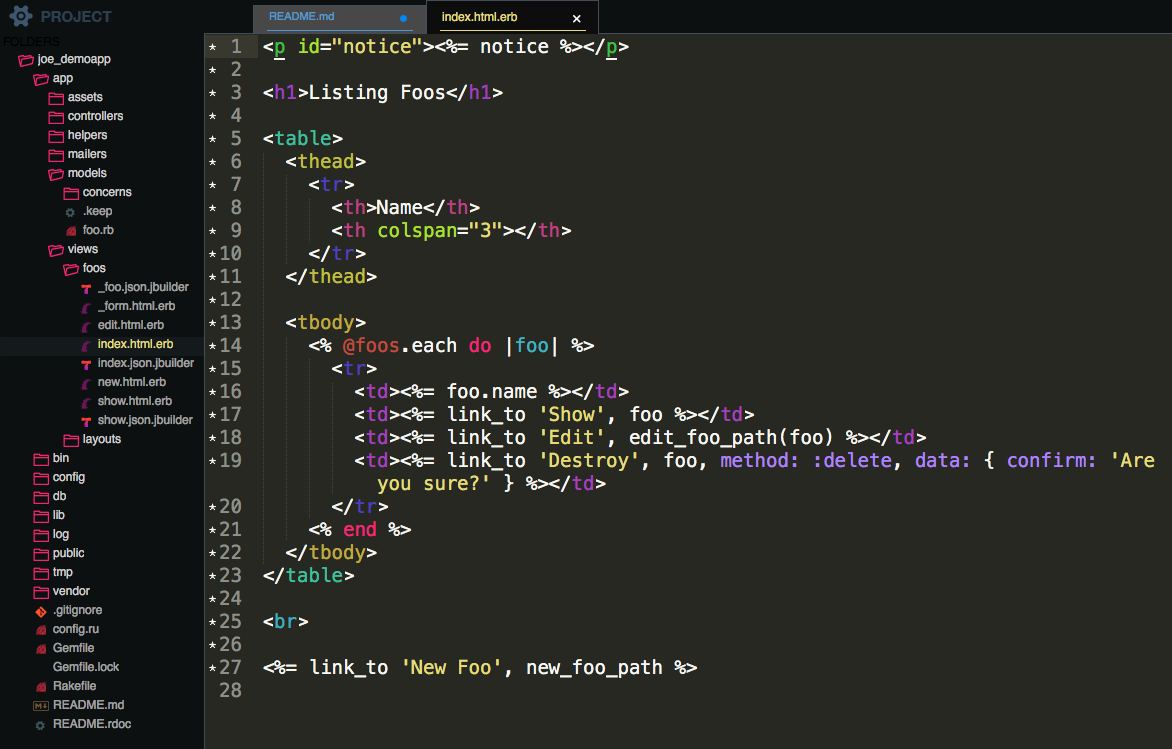 PROJECT
FOLDERS
joe_demoapp
app
assets
controllers
helpers
mailers
models
concerns
.keep
foo.rb
views
foos
_foo.json.jbuilder
_form.html.erb
edit.html.erb
index.html.erb
index.json.jbuilder
new.html.erb
show.html.erb
show.json.jbuilder
layouts
bin
config
db
lib
log
public
tmp
vendor
.gitignore
config.ru
Gemfile
Gemfile.lock
Rakefile
M↓ README.md
README.rdoc
README.md
index.html.erb ×
* 1 <p id="notice"><%= notice %></p>
* 2
* 3 <h1>Listing Foos</h1>
* 4
* 5 <table>
* 6 <thead>
* 7 <tr>
* 8 <th>Name</th>
* 9 <th colspan="3"></th>
*10 </tr>
*11 </thead>
*12
*13 <tbody>
*14 <% @foos.each do |foo| %>
*15 <tr>
*16 <td><%= foo.name %></td>
*17 <td><%= link_to 'Show', foo %></td>
*18 <td><%= link_to 'Edit', edit_foo_path(foo) %></td>
*19 <td><%= link_to 'Destroy', foo, method: :delete, data: { confirm: 'Are
you sure?' } %></td>
*20 </tr>
*21 <% end %>
*22 </tbody>
*23 </table>
*24
*25 <br>
*26
*27 <%= link_to 'New Foo', new_foo_path %>
28